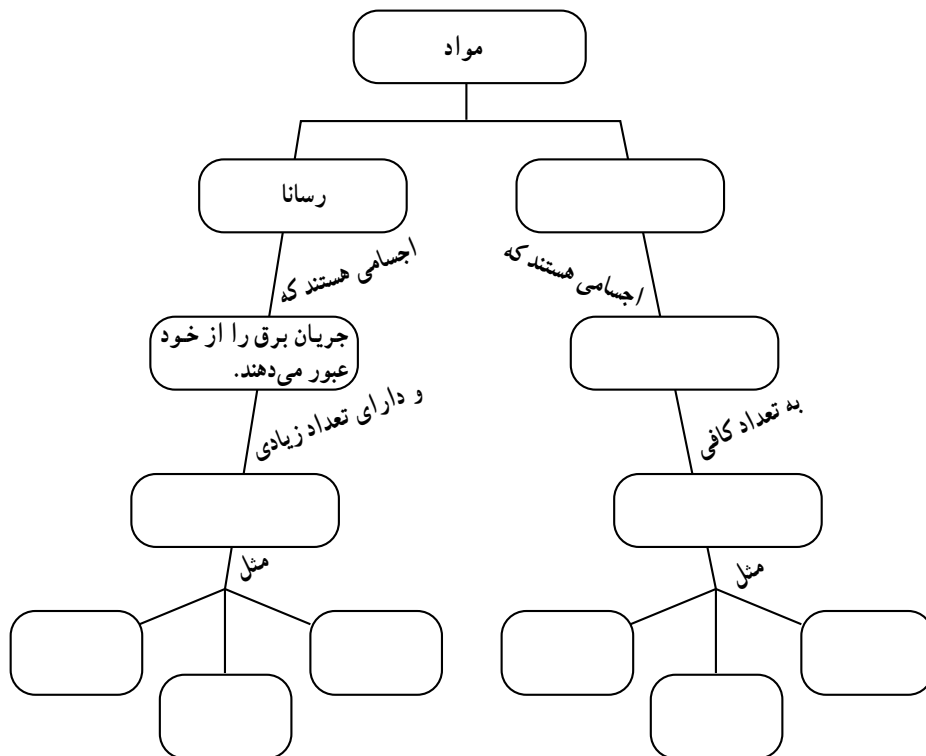 مواد
رسانا
اجسامی هستند که
اجسامی هستند که
جریان برق را از خود
عبور می‌دهند.
و دارای تعداد زیادی
به تعداد کافی
مثل
مثل